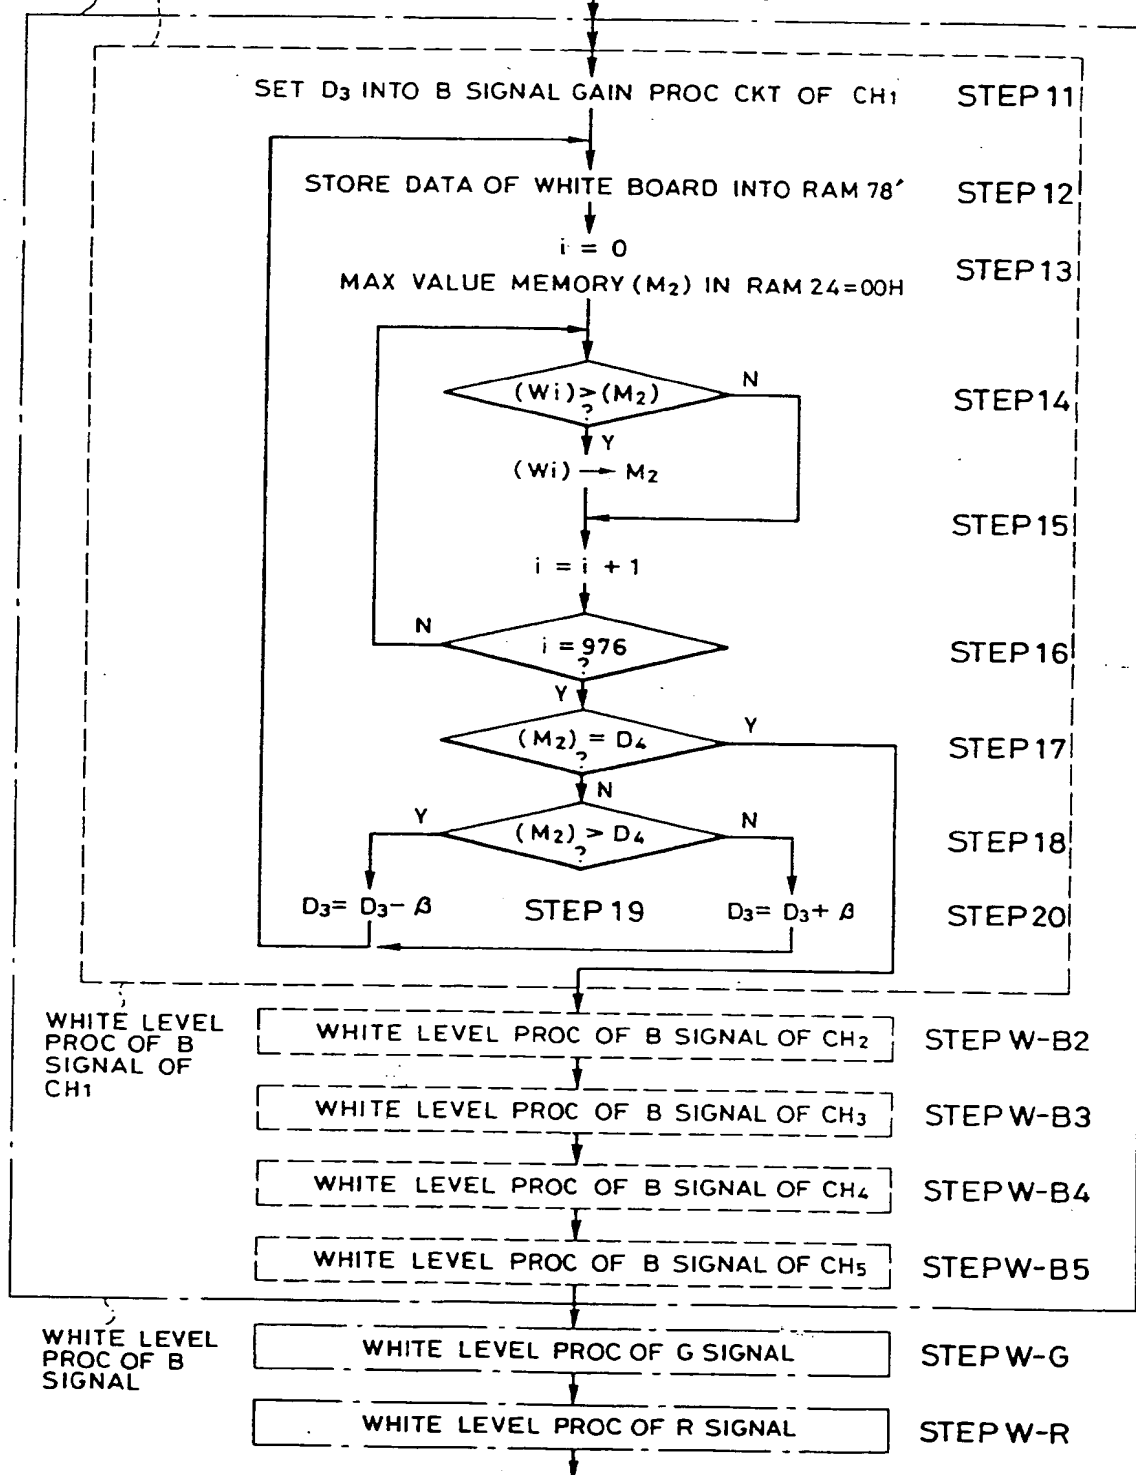 SET D3 INTO B SIGNAL GAIN PROC CKT OF CH1 STEP 11
STORE DATA OF WHITE BOARD INTO RAM 78′ STEP 12
i = 0
STEP 13
MAX VALUE MEMORY (M2) IN RAM 24=00H
(Wi) > (M2) N STEP 14
?
Y
(Wi) → M2
STEP 15
i = i + 1
N
i = 976 STEP 16
?
Y
(M2) = D4 Y STEP 17
?
N
Y (M2) > D4 N STEP 18
?
D3= D3− β STEP 19 D3= D3+ β STEP 20
WHITE LEVEL
PROC OF B
SIGNAL OF
CH1
WHITE LEVEL PROC OF B SIGNAL OF CH2 STEP W-B2
WHITE LEVEL PROC OF B SIGNAL OF CH3 STEP W-B3
WHITE LEVEL PROC OF B SIGNAL OF CH4 STEP W-B4
WHITE LEVEL PROC OF B SIGNAL OF CH5 STEP W-B5
WHITE LEVEL
PROC OF B
SIGNAL
WHITE LEVEL PROC OF G SIGNAL STEP W-G
WHITE LEVEL PROC OF R SIGNAL STEP W-R